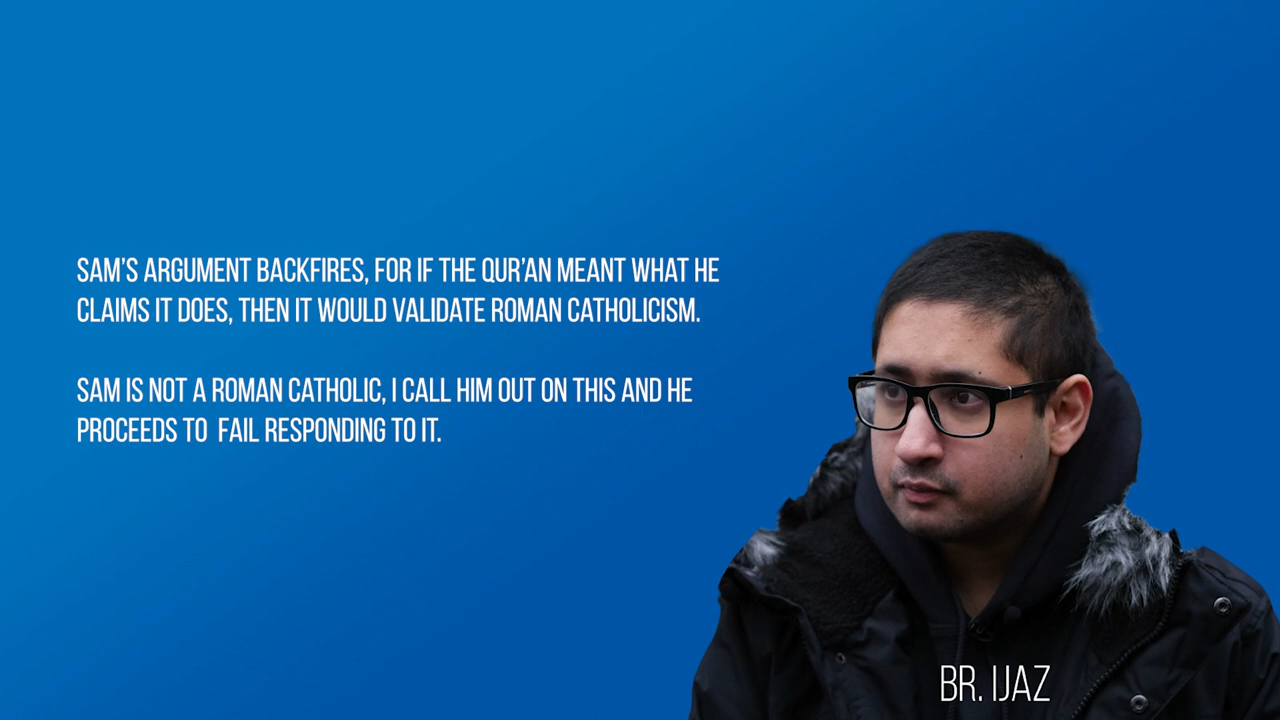 SAM'S ARGUMENT BACKFIRES, FOR IF THE QUR'AN MEANT WHAT HE
CLAIMS IT DOES, THEN IT WOULD VALIDATE ROMAN CATHOLICISM.
SAM IS NOT A ROMAN CATHOLIC, I CALL HIM OUT ON THIS AND HE
PROCEEDS TO  FAIL RESPONDING TO IT.
BR. IJAZ